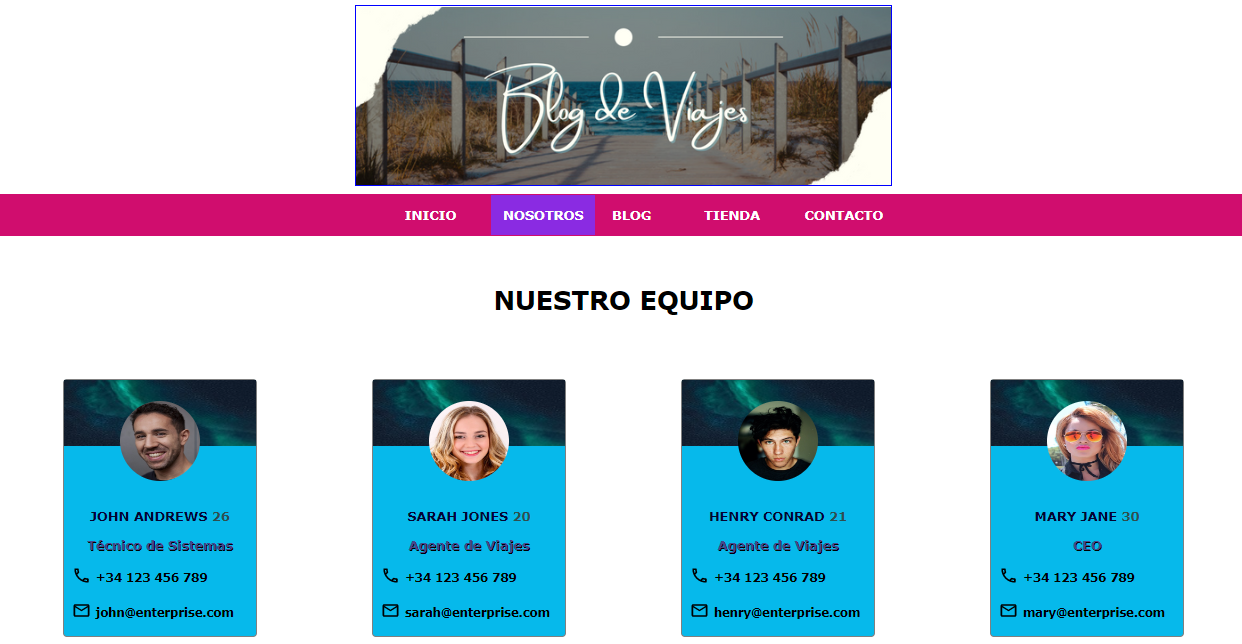 Blog de Viajes
INICIO NOSOTROS BLOG TIENDA CONTACTO
NUESTRO EQUIPO
JOHN ANDREWS 26
Técnico de Sistemas
+34 123 456 789
john@enterprise.com
SARAH JONES 20
Agente de Viajes
+34 123 456 789
sarah@enterprise.com
HENRY CONRAD 21
Agente de Viajes
+34 123 456 789
henry@enterprise.com
MARY JANE 30
CEO
+34 123 456 789
mary@enterprise.com